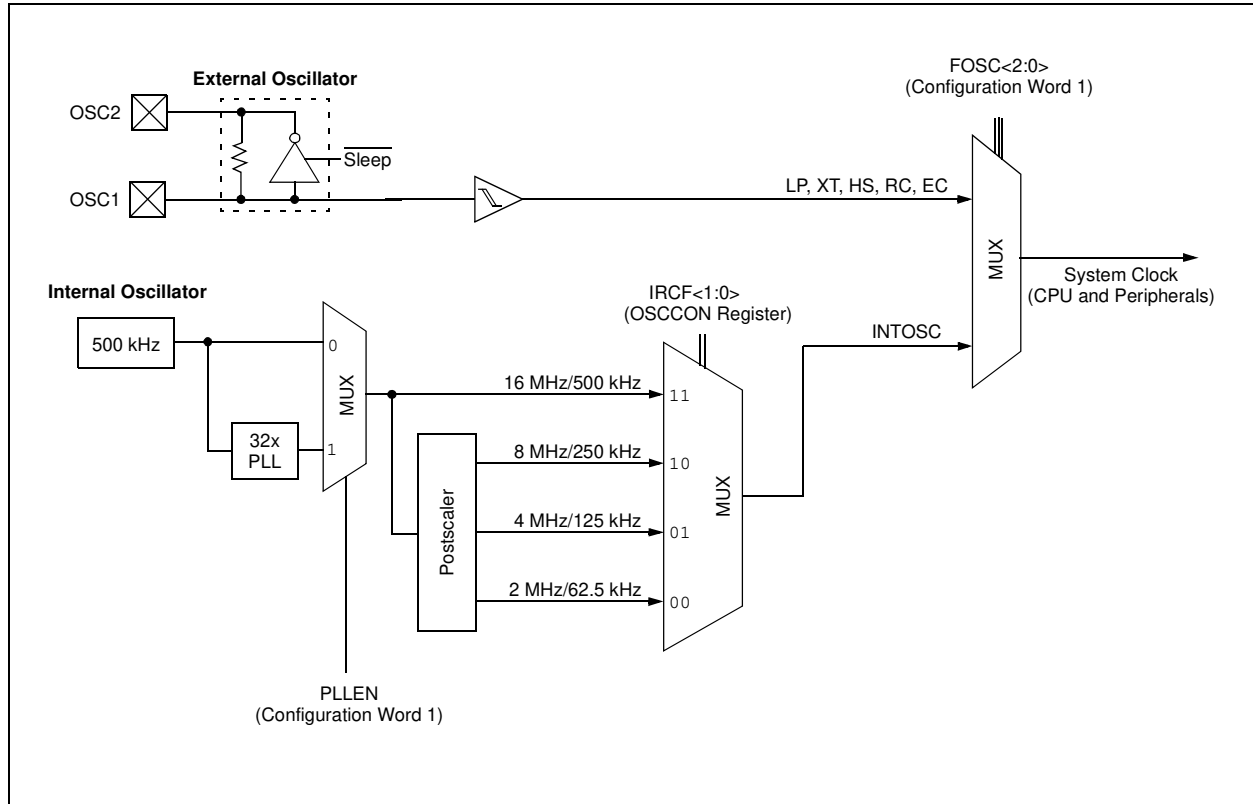 FOSC<2:0>
(Configuration Word 1)
External Oscillator
OSC2
Sleep
OSC1
LP, XT, HS, RC, EC
MUX
System Clock
(CPU and Peripherals)
Internal Oscillator
IRCF<1:0>
(OSCCON Register)
INTOSC
500 kHz
0
MUX
16 MHz/500 kHz
11
32x
PLL
1
8 MHz/250 kHz
10
MUX
Postscaler
4 MHz/125 kHz
01
2 MHz/62.5 kHz
00
PLLEN
(Configuration Word 1)